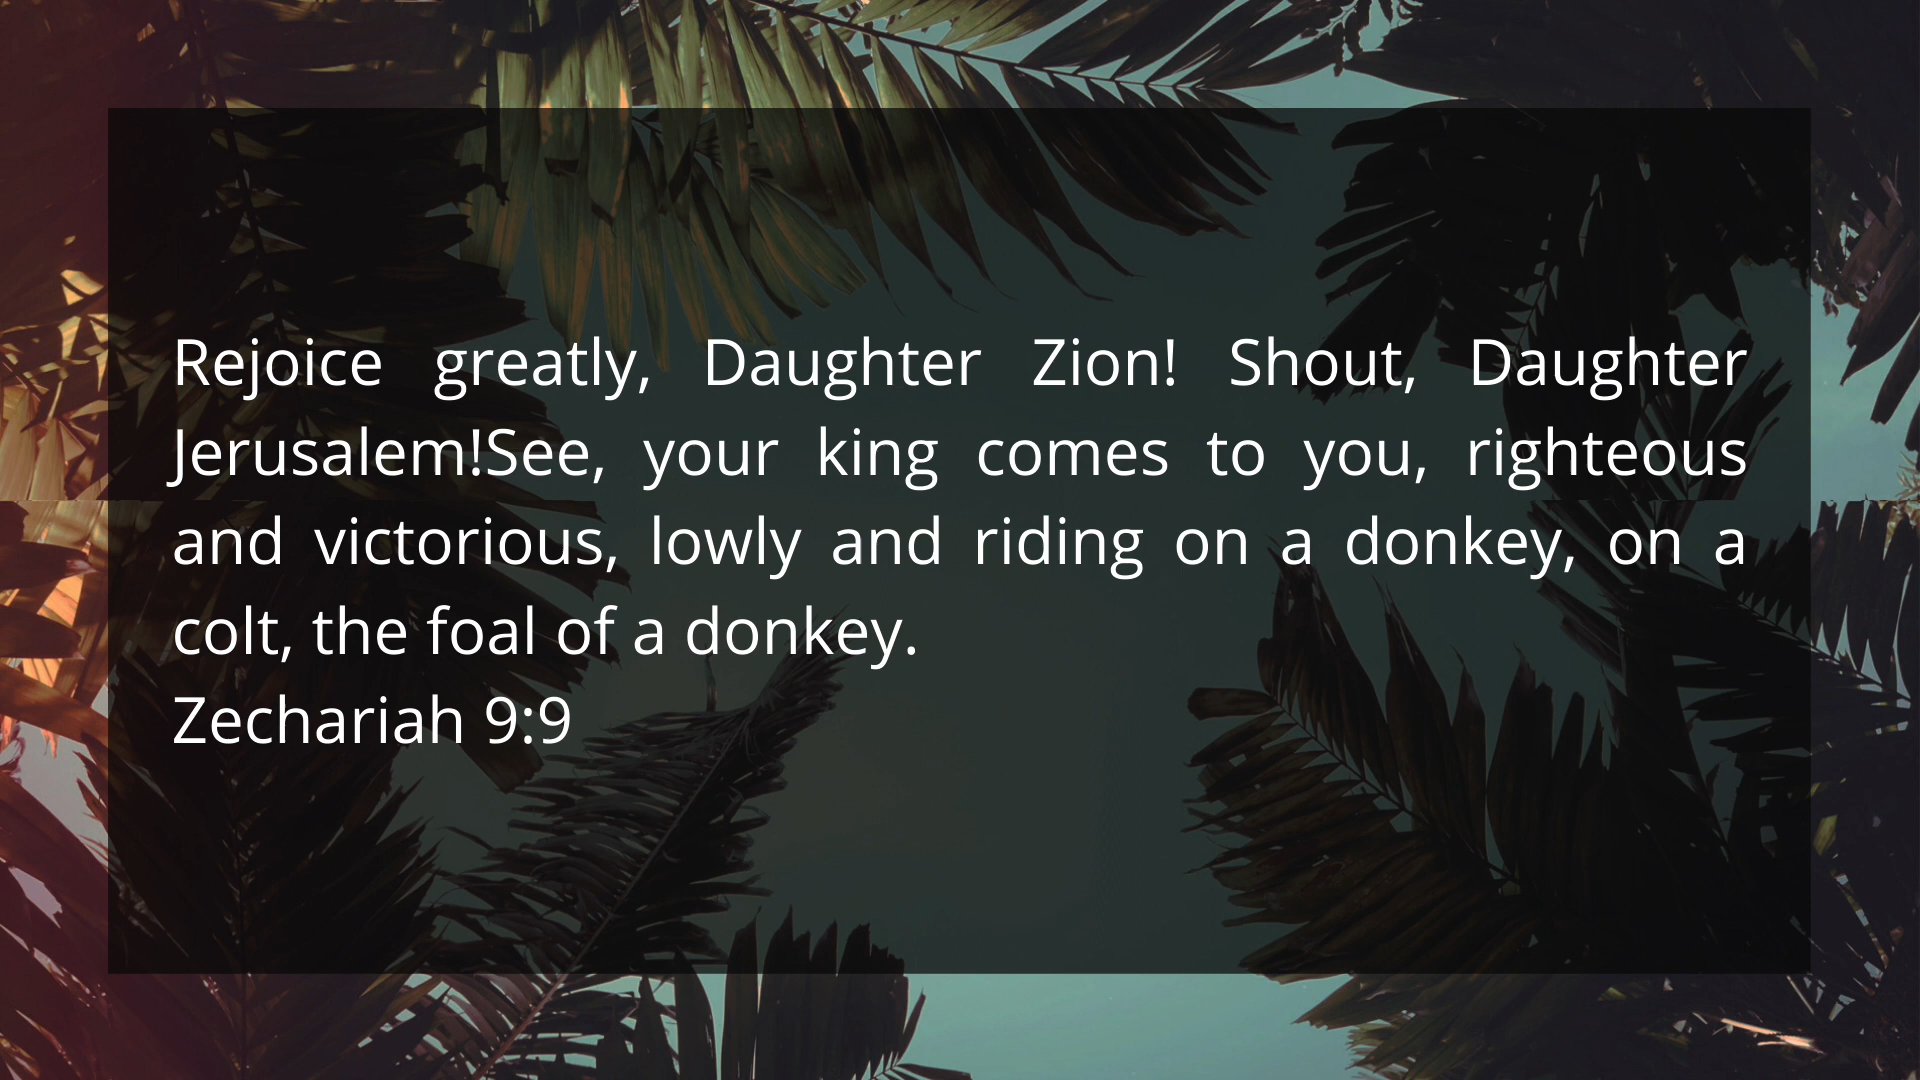 Rejoice greatly, Daughter Zion! Shout, Daughter
Jerusalem!See, your king comes to you, righteous
and victorious, lowly and riding on a donkey, on a
colt, the foal of a donkey.
Zechariah 9:9